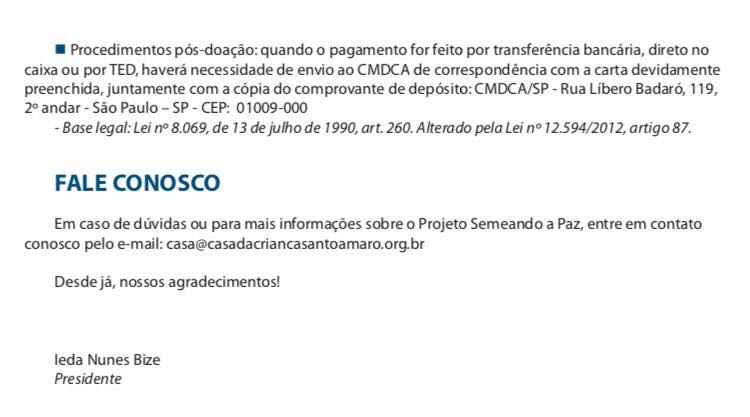 ■ Procedimentos pós-doação: quando o pagamento for feito por transferência bancária, direto no
caixa ou por TED, haverá necessidade de envio ao CMDCA de correspondência com a carta devidamente
preenchida, juntamente com a cópia do comprovante de depósito: CMDCA/SP - Rua Líbero Badaró, 119,
2º andar - São Paulo – SP - CEP: 01009-000
- Base legal: Lei nº 8.069, de 13 de julho de 1990, art. 260. Alterado pela Lei nº 12.594/2012, artigo 87.
FALE CONOSCO
Em caso de dúvidas ou para mais informações sobre o Projeto Semeando a Paz, entre em contato
conosco pelo e-mail: casa@casadacriancasantoamaro.org.br
Desde já, nossos agradecimentos!
Ieda Nunes Bize
Presidente